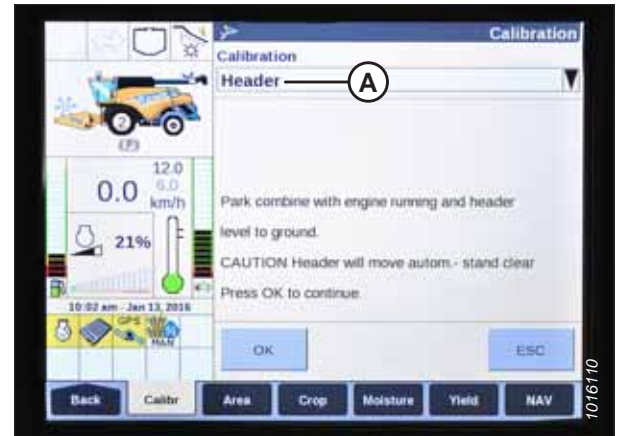 Calibration
Calibration
Header
A
2
(P)
12.0
6.0
0.0 km/h
21%
Park combine with engine running and header
level to ground.
CAUTION Header will move autom.- stand clear
Press OK to continue
10:02 am Jan 13, 2016
GPS
MAN
OK
ESC
Back
Calibr
Area
Crop
Moisture
Yield
NAV
1016110